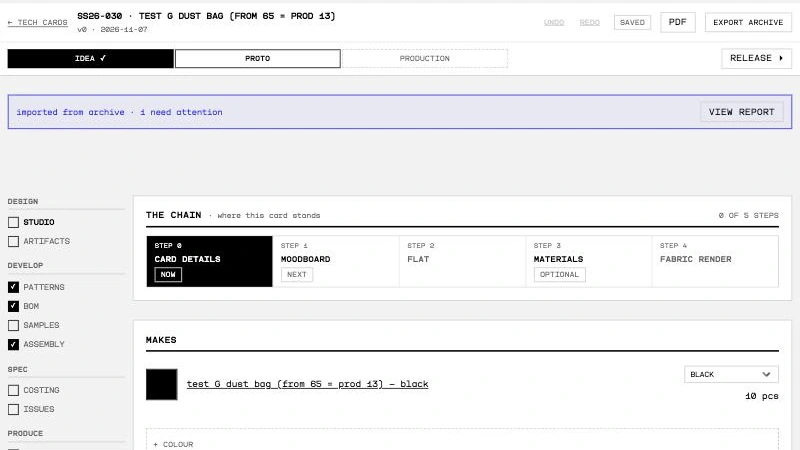 ← TECH CARDS
SS26-030 · TEST G DUST BAG (FROM 65 = PROD 13)
v0 · 2026-11-07
UNDO
REDO
SAVED
PDF
EXPORT ARCHIVE
IDEA ✓
PROTO
PRODUCTION
RELEASE ▸
imported from archive · 1 need attention
VIEW REPORT
DESIGN
STUDIO
ARTIFACTS
DEVELOP
PATTERNS
BOM
SAMPLES
ASSEMBLY
SPEC
COSTING
ISSUES
PRODUCE
THE CHAIN · where this card stands
0 OF 5 STEPS
STEP 0
CARD DETAILS
NOW
STEP 1
MOODBOARD
NEXT
STEP 2
FLAT
STEP 3
MATERIALS
OPTIONAL
STEP 4
FABRIC RENDER
MAKES
test G dust bag (from 65 = prod 13) — black
BLACK
10 pcs
+ COLOUR